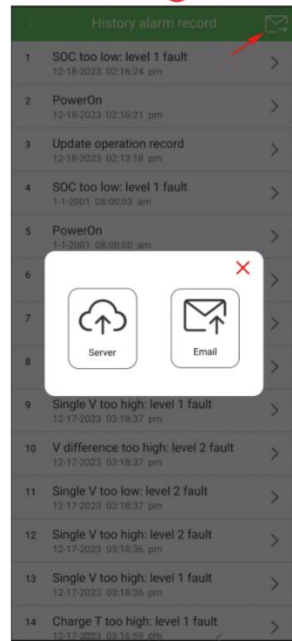 History alarm record
1 SOC too low: level 1 fault
12-18-2023 02:16:24 pm
2 PowerOn
12-18-2023 02:16:21 pm
3 Update operation record
12-18-2023 02:13:18 pm
4 SOC too low: level 1 fault
1-1-2001 08:00:03 am
5 PowerOn
1-1-2001 08:00:00 am
6
7
Server
Email
8
9 Single V too high: level 1 fault
12-17-2023 03:18:37 pm
10 V difference too high: level 2 fault
12-17-2023 03:18:37 pm
11 Single V too low: level 2 fault
12-17-2023 03:18:37 pm
12 Single V too high: level 2 fault
12-17-2023 03:18:36 pm
13 Single V too high: level 1 fault
12-17-2023 03:18:36 pm
14 Charge T too high: level 1 fault
12-17-2023 03:16:59 pm